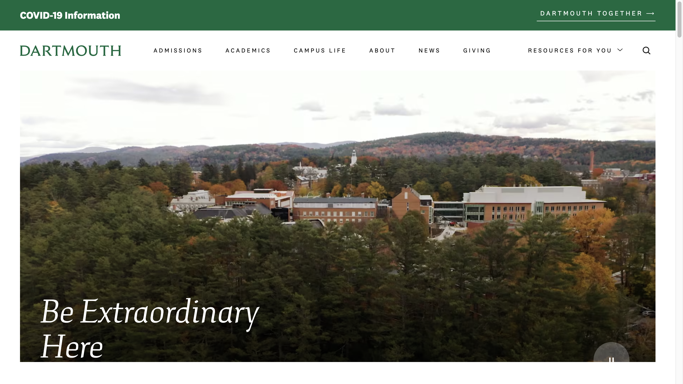 COVID-19 Information
DARTMOUTH TOGETHER →
DARTMOUTH
ADMISSIONS
ACADEMICS
CAMPUS LIFE
ABOUT
NEWS
GIVING
RESOURCES FOR YOU
Be Extraordinary
Here